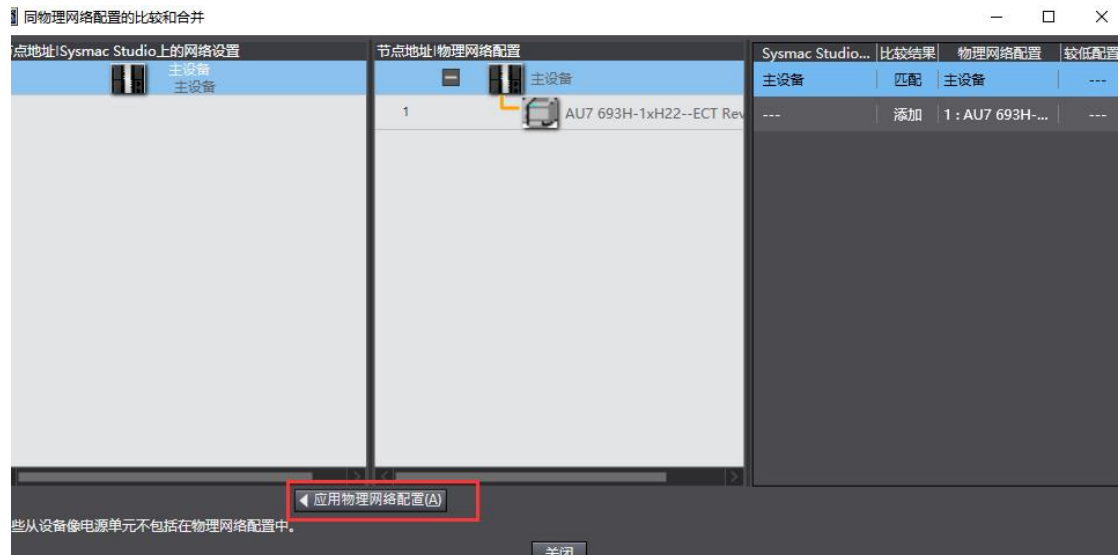 同物理网络配置的比较和合并
点地址|Sysmac Studio上的网络设置
主设备
主设备
节点地址|物理网络配置
主设备
1 AU7 693H-1xH22--ECT Rev
Sysmac Studio... 比较结果 物理网络配置 较低配置
主设备 匹配 主设备 ---
--- 添加 1 : AU7 693H-... ---
应用物理网络配置(A)
些从设备像电源单元不包括在物理网络配置中。
关闭